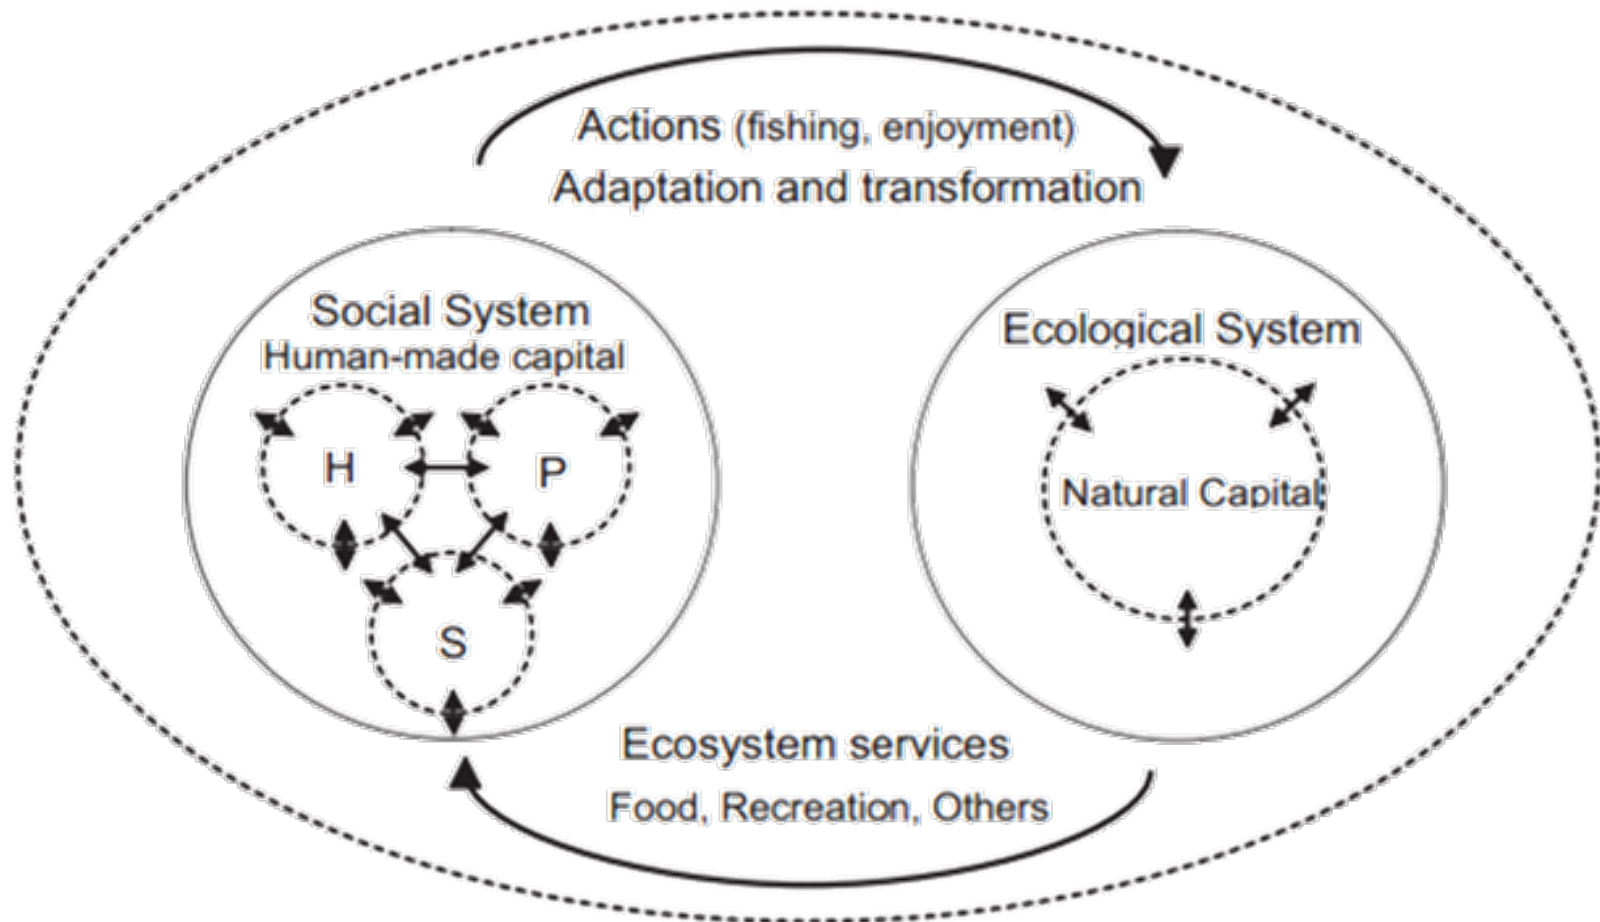 Actions (fishing, enjoyment)
Adaptation and transformation
Social System
Human-made capital
H
P
S
Ecological System
Natural Capital
Ecosystem services
Food, Recreation, Others